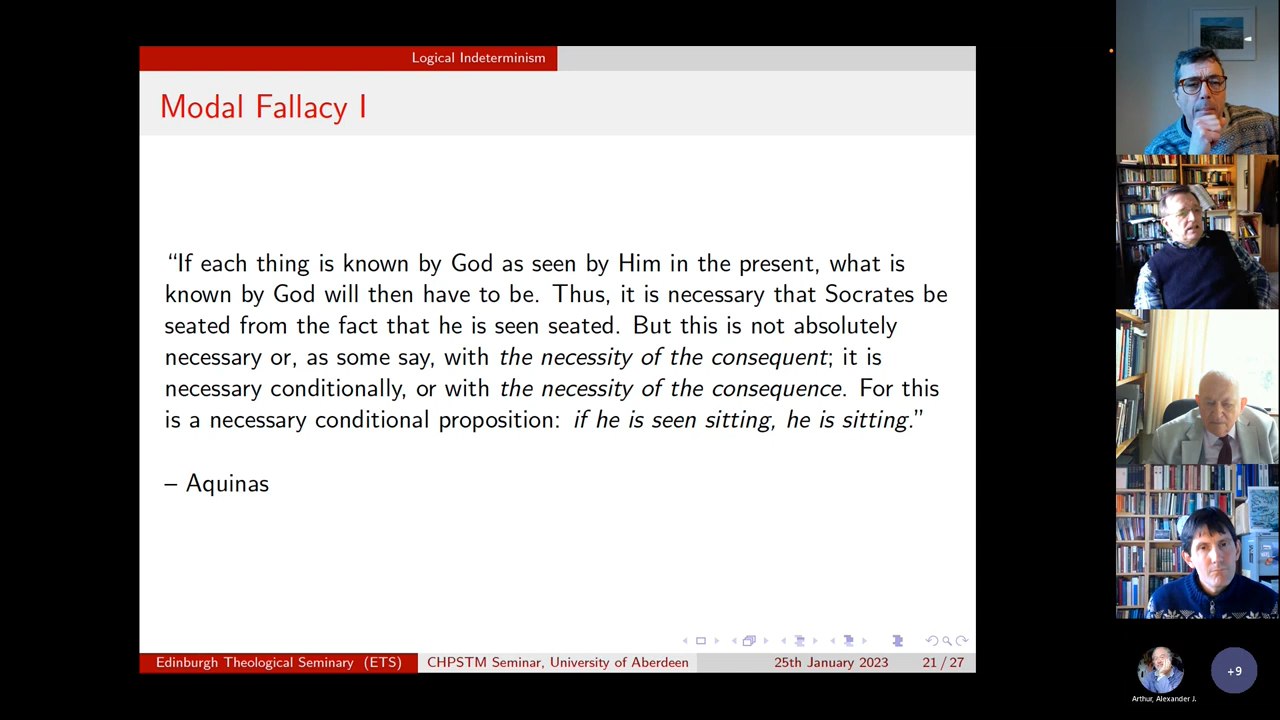 Logical Indeterminism
Modal Fallacy I
“If each thing is known by God as seen by Him in the present, what is
known by God will then have to be. Thus, it is necessary that Socrates be
seated from the fact that he is seen seated. But this is not absolutely
necessary or, as some say, with the necessity of the consequent; it is
necessary conditionally, or with the necessity of the consequence. For this
is a necessary conditional proposition: if he is seen sitting, he is sitting.”
– Aquinas
Edinburgh Theological Seminary (ETS) CHPSTM Seminar, University of Aberdeen 25th January 2023 21 / 27
Arthur, Alexander J.
+9